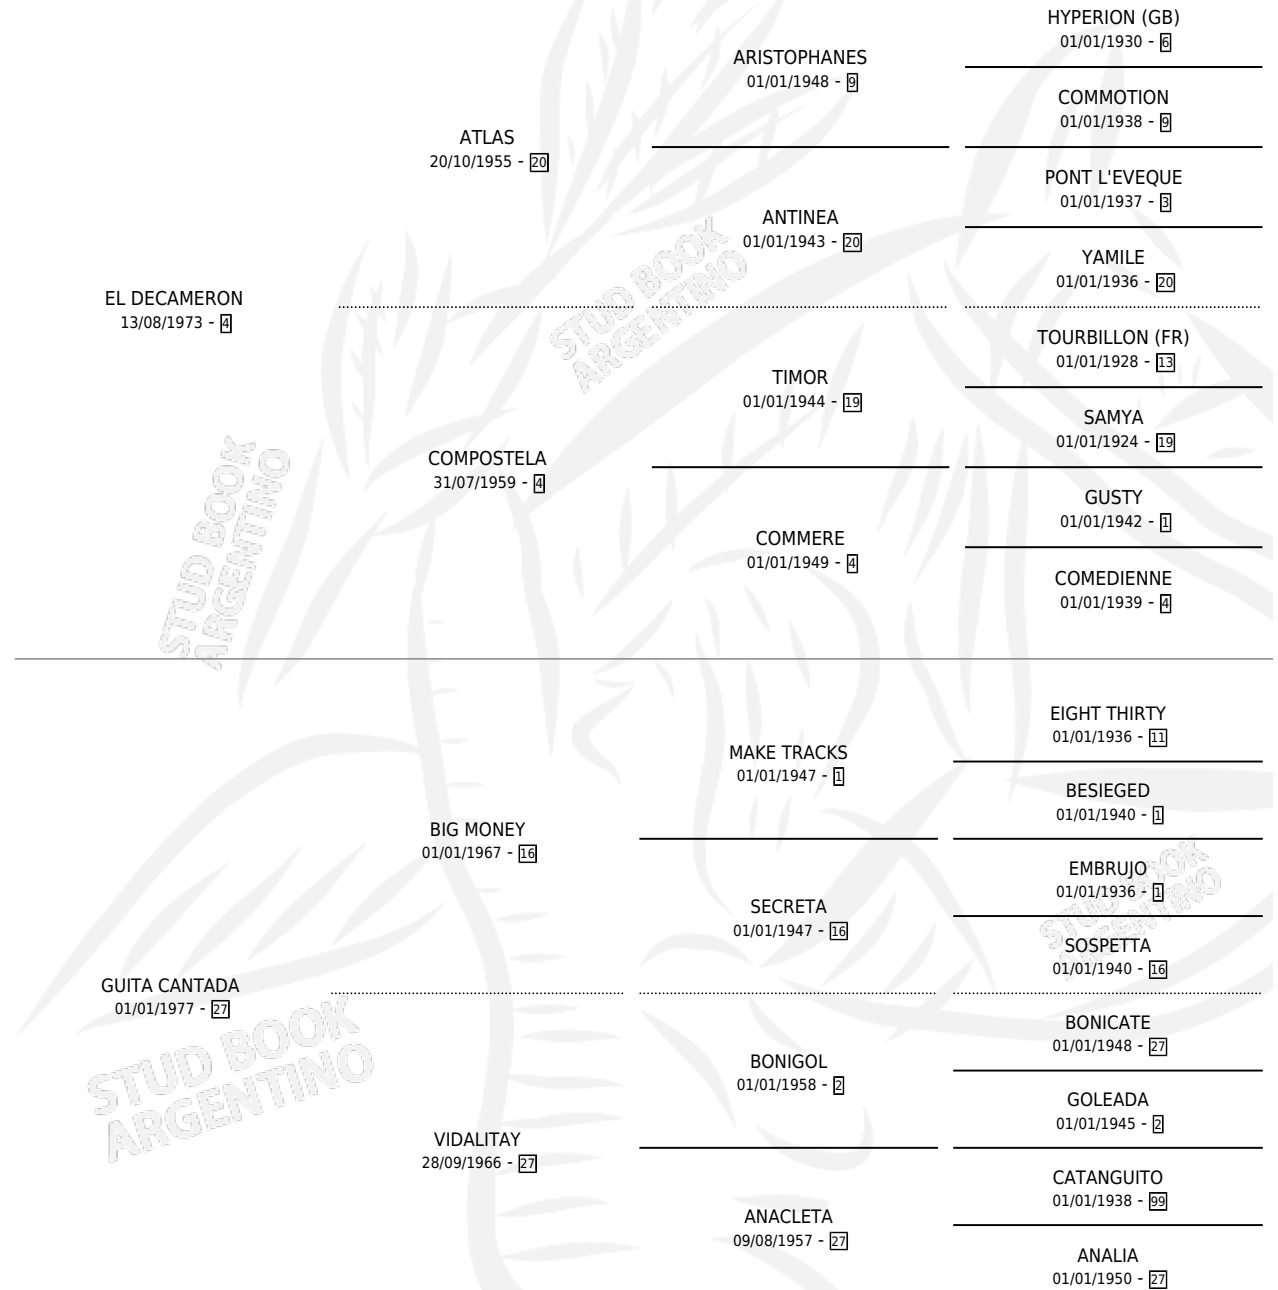 HYPERION (GB)
01/01/1930 - 6
ARISTOPHANES
01/01/1948 - 9
COMMOTION
01/01/1938 - 9
ATLAS
20/10/1955 - 20
PONT L'EVEQUE
01/01/1937 - 3
ANTINEA
01/01/1943 - 20
YAMILE
01/01/1936 - 20
EL DECAMERON
13/08/1973 - 4
TOURBILLON (FR)
01/01/1928 - 13
TIMOR
01/01/1944 - 19
SAMYA
01/01/1924 - 19
COMPOSTELA
31/07/1959 - 4
GUSTY
01/01/1942 - 1
COMMERE
01/01/1949 - 4
COMEDIENNE
01/01/1939 - 4
EIGHT THIRTY
01/01/1936 - 11
MAKE TRACKS
01/01/1947 - 1
BESIEGED
01/01/1940 - 1
BIG MONEY
01/01/1967 - 16
EMBRUJO
01/01/1936 - 1
SECRETA
01/01/1947 - 16
SOSPETTA
01/01/1940 - 16
GUITA CANTADA
01/01/1977 - 27
BONICATE
01/01/1948 - 27
BONIGOL
01/01/1958 - 2
GOLEADA
01/01/1945 - 2
VIDALITAY
28/09/1966 - 27
CATANGUITO
01/01/1938 - 99
ANACLETA
09/08/1957 - 27
ANALIA
01/01/1950 - 27
STUD BOOK
ARGENTINO
STUD BOOK
ARGENTINO
STUD BOOK
ARGENTINO
STUD BOOK
ARGENTINO